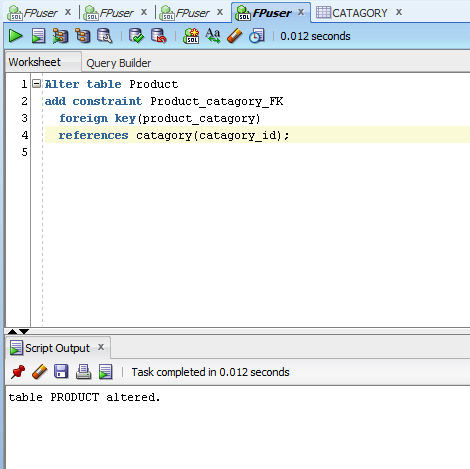 FPuser x FPuser x FPuser x FPuser x CATAGORY x
SQL Aa 0.012 seconds
Worksheet Query Builder
1 Alter table Product
2 add constraint Product_catagory_FK
3 foreign key(product_catagory)
4 references catagory(catagory_id);
5
Script Output x
Task completed in 0.012 seconds
table PRODUCT altered.